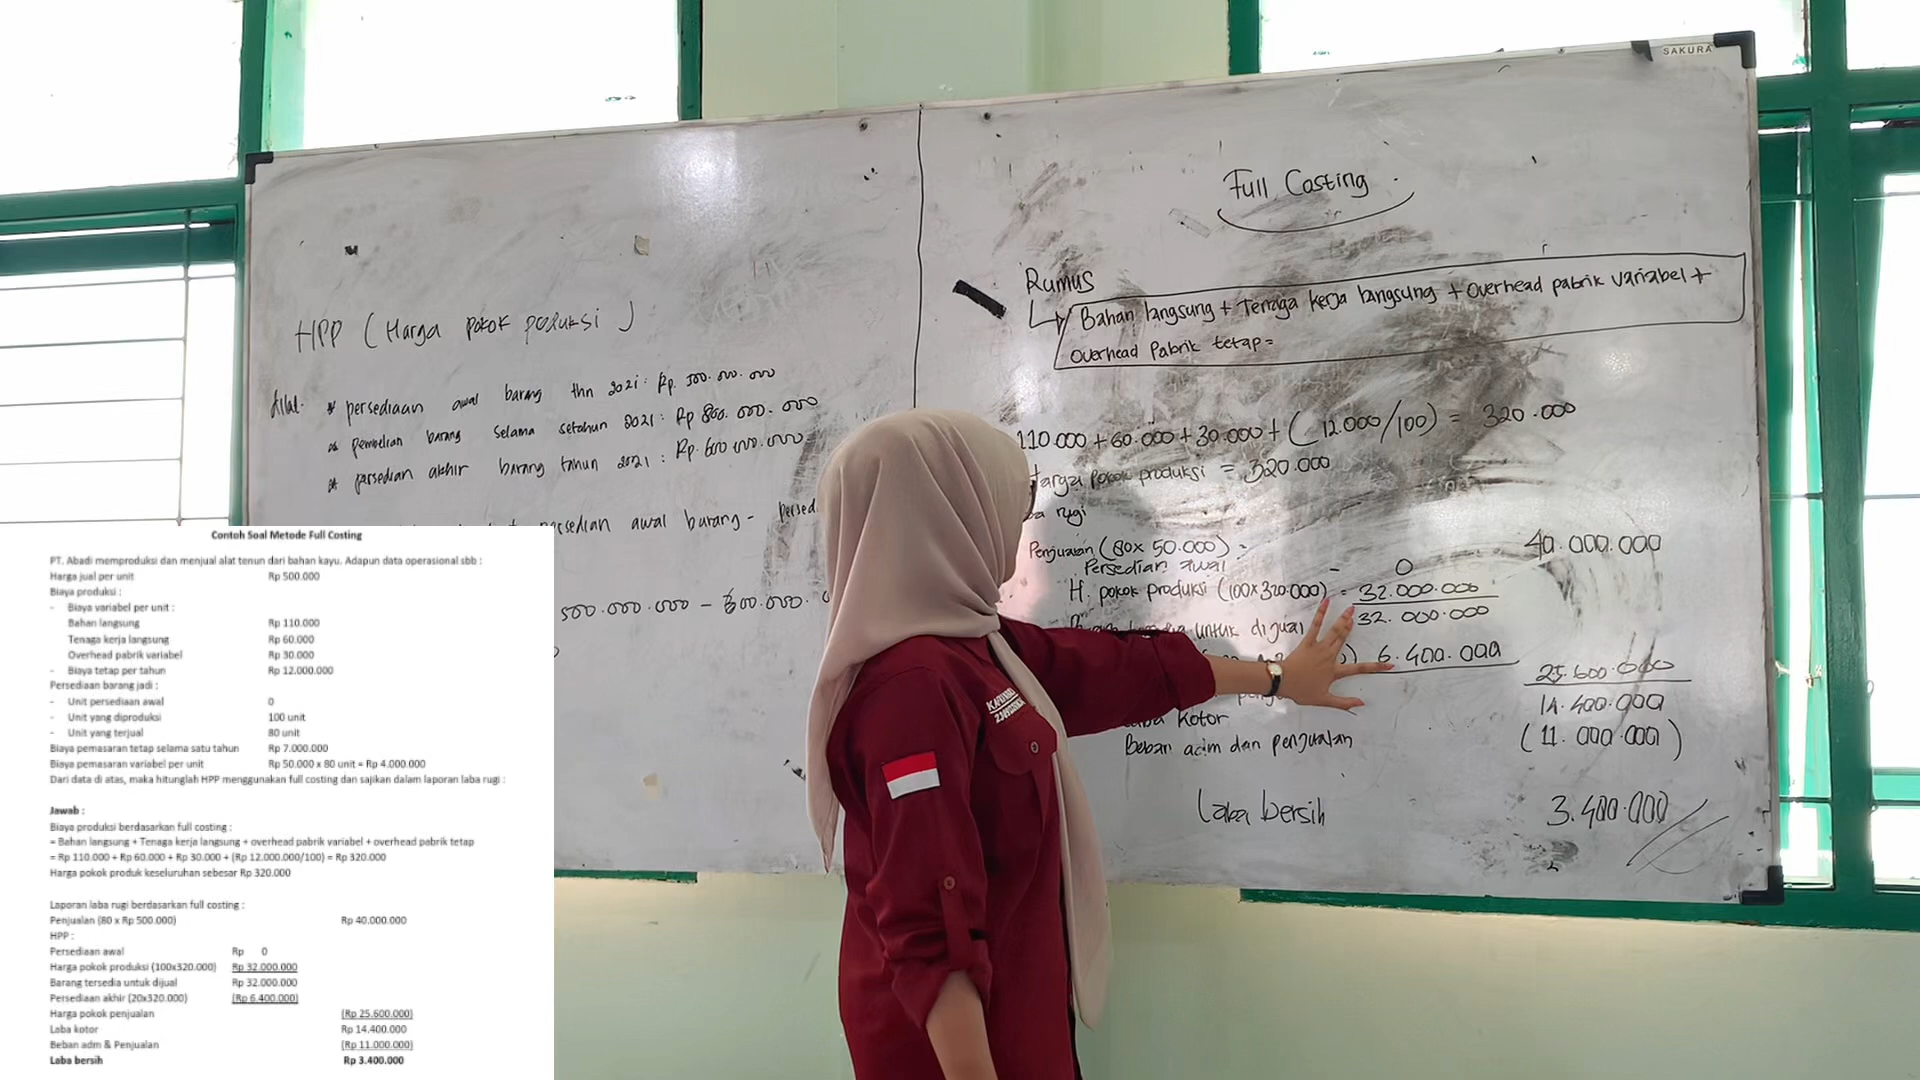 SAKURA
HPP (Harga pokok poduksi)
* persediaan awal barang thn 2021: Rp. 500.000.000
* pembelian barang selama setahun 2021: Rp 800.000.000
* persedian akhir barang tahun 2021: Rp. 600.000.000
persedian awal barang - persed
500.000.000 -
Full Costing
Rumus
Bahan langsung + Tenaga kerja langsung + Overhead pabrik variabel +
Overhead Pabrik tetap =
110.000 + 60.000 + 30.000 + (12.000/100) = 320.000
Harga pokok produksi = 320.000
rugi
Penjualan (80 x 50.000) = 40.000.000
Persedian awal - 0
H. pokok produksi (100x320.000) = 32.000.000
untuk dijual 32.000.000
) 6.400.000
25.600.000
Laba Kotor 14.400.000
Beban adm dan penjualan (11.000.000)
Laba bersih 3.400.000
Contoh Soal Metode Full Costing
PT. Abadi memproduksi dan menjual alat tenun dari bahan kayu. Adapun data operasional sbb :
Harga jual per unit Rp 500.000
Biaya produksi :
- Biaya variabel per unit :
Bahan langsung Rp 110.000
Tenaga kerja langsung Rp 60.000
Overhead pabrik variabel Rp 30.000
- Biaya tetap per tahun Rp 12.000.000
Persediaan barang jadi :
- Unit persediaan awal 0
- Unit yang diproduksi 100 unit
- Unit yang terjual 80 unit
Biaya pemasaran tetap selama satu tahun Rp 7.000.000
Biaya pemasaran variabel per unit Rp 50.000 x 80 unit = Rp 4.000.000
Dari data di atas, maka hitunglah HPP menggunakan full costing dan sajikan dalam laporan laba rugi :
Jawab :
Biaya produksi berdasarkan full costing :
= Bahan langsung + Tenaga kerja langsung + overhead pabrik variabel + overhead pabrik tetap
= Rp 110.000 + Rp 60.000 + Rp 30.000 + (Rp 12.000.000/100) = Rp 320.000
Harga pokok produk keseluruhan sebesar Rp 320.000
Laporan laba rugi berdasarkan full costing :
Penjualan (80 x Rp 500.000) Rp 40.000.000
HPP :
Persediaan awal Rp 0
Harga pokok produksi (100x320.000) Rp 32.000.000
Barang tersedia untuk dijual Rp 32.000.000
Persediaan akhir (20x320.000) (Rp 6.400.000)
Harga pokok penjualan (Rp 25.600.000)
Laba kotor Rp 14.400.000
Beban adm & Penjualan (Rp 11.000.000)
Laba bersih Rp 3.400.000